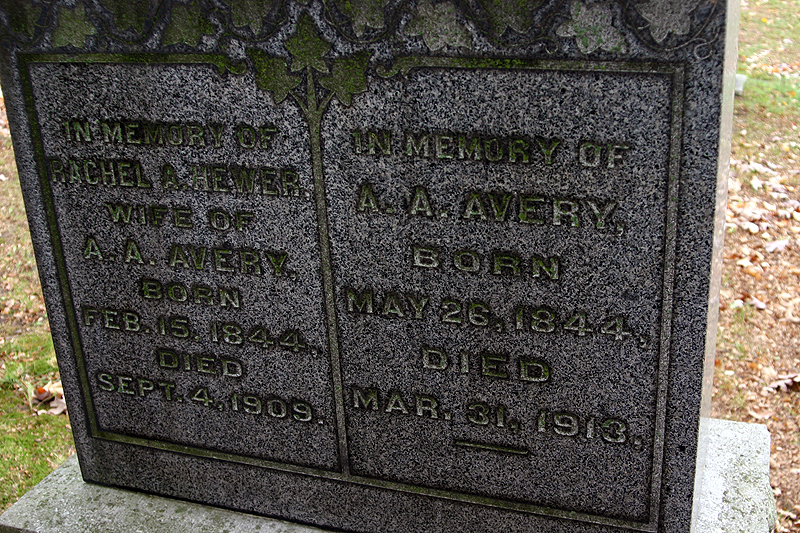 IN MEMORY OF
RACHEL A. HEWER.
WIFE OF
A. A. AVERY.
BORN
FEB. 15, 1844.
DIED
SEPT. 4, 1909.
IN MEMORY OF
A. A. AVERY,
BORN
MAY 26, 1844,
DIED
MAR. 31, 1913.